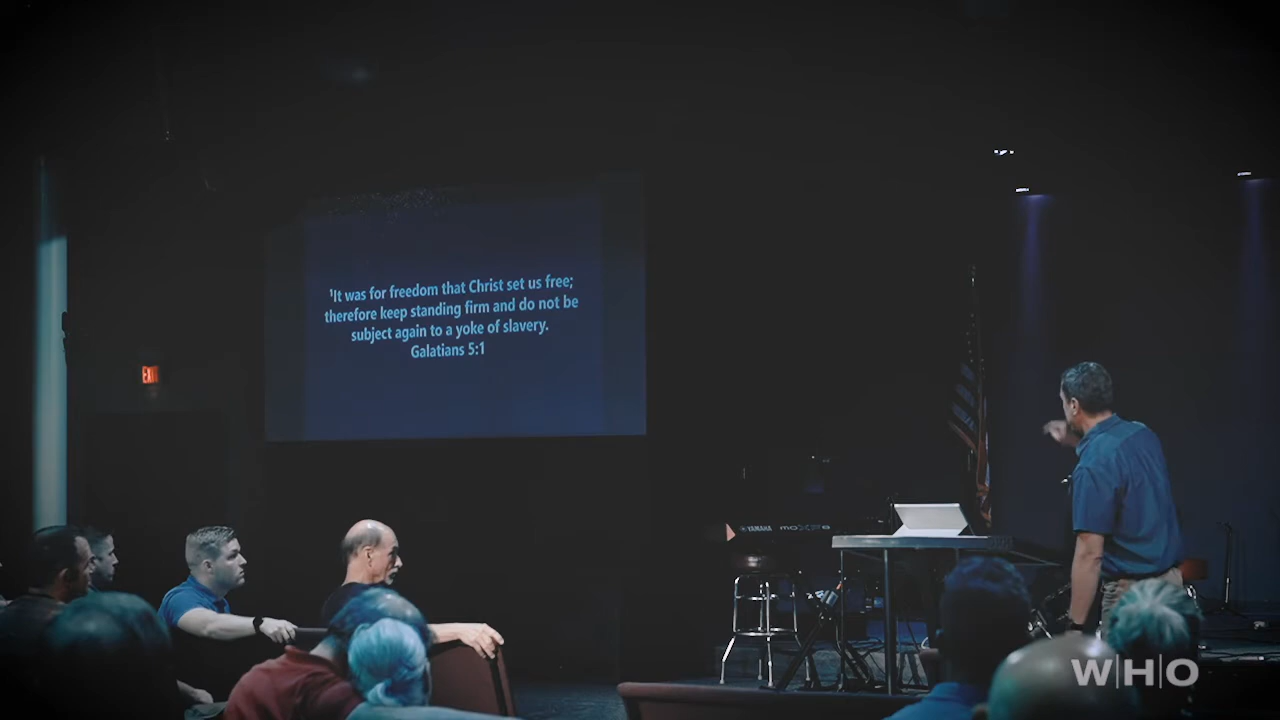 ¹It was for freedom that Christ set us free;
therefore keep standing firm and do not be
subject again to a yoke of slavery.
Galatians 5:1
EXIT
YAMAHA
W|H|O